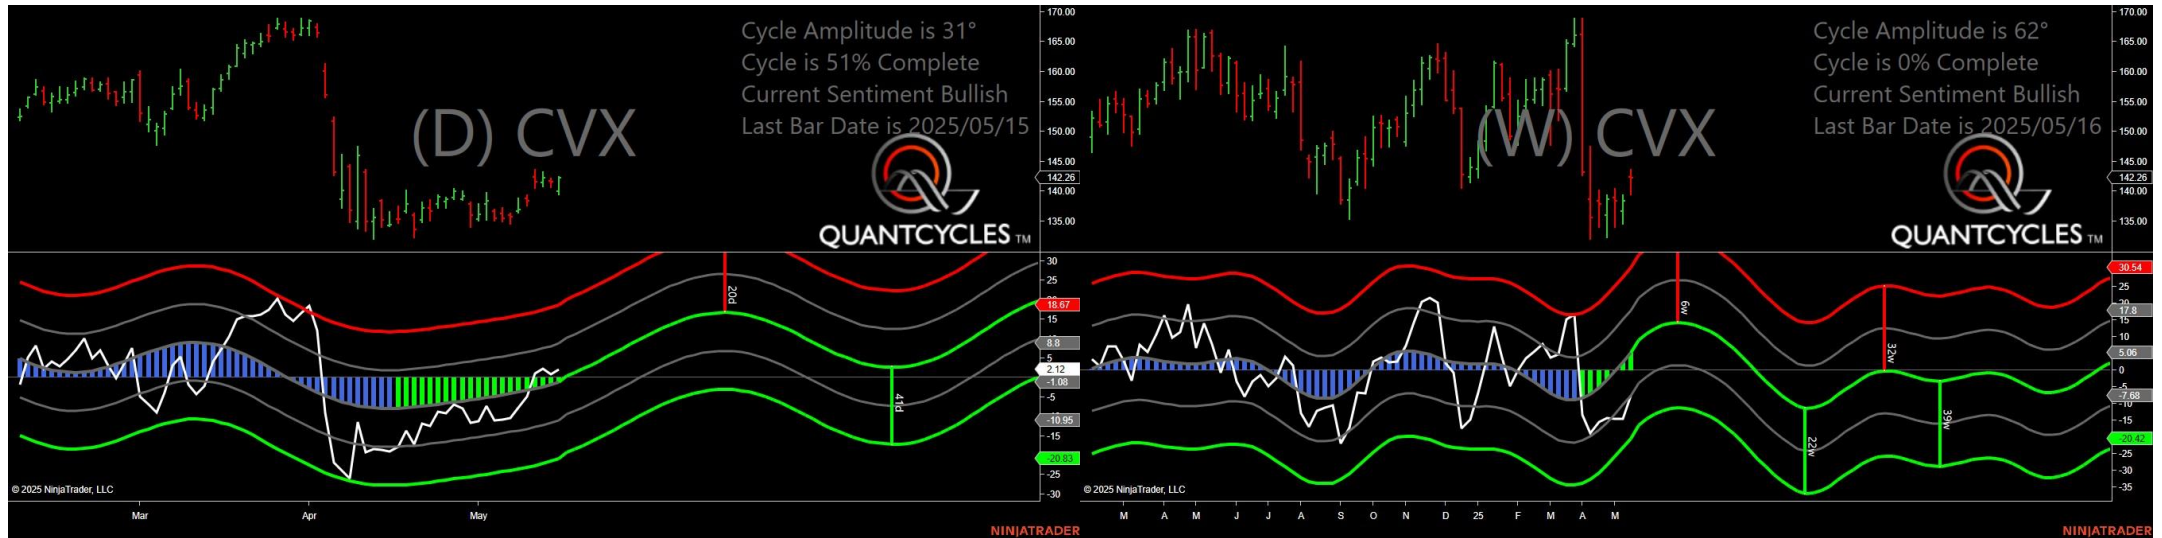 Cycle Amplitude is 31°
Cycle is 51% Complete
Current Sentiment Bullish
Last Bar Date is 2025/05/15
(D) CVX
QUANTCYCLES TM
170.00
165.00
160.00
155.00
150.00
145.00
142.26
140.00
135.00
20d
41d
30
25
18.67
15
8.8
5
2.12
-1.08
-5
-10.95
-15
-20.83
-25
-30
© 2025 NinjaTrader, LLC
Mar Apr May
NINJATRADER
Cycle Amplitude is 62°
Cycle is 0% Complete
Current Sentiment Bullish
Last Bar Date is 2025/05/16
(W) CVX
QUANTCYCLES TM
170.00
165.00
160.00
155.00
150.00
145.00
142.26
140.00
135.00
6w
32w
22w
39w
30.54
25
20
17.8
15
10
5.06
0
-5
-7.68
-10
-15
-20.42
-25
-30
-35
© 2025 NinjaTrader, LLC
M A M J J A S O N D 25 F M A M
NINJATRADER